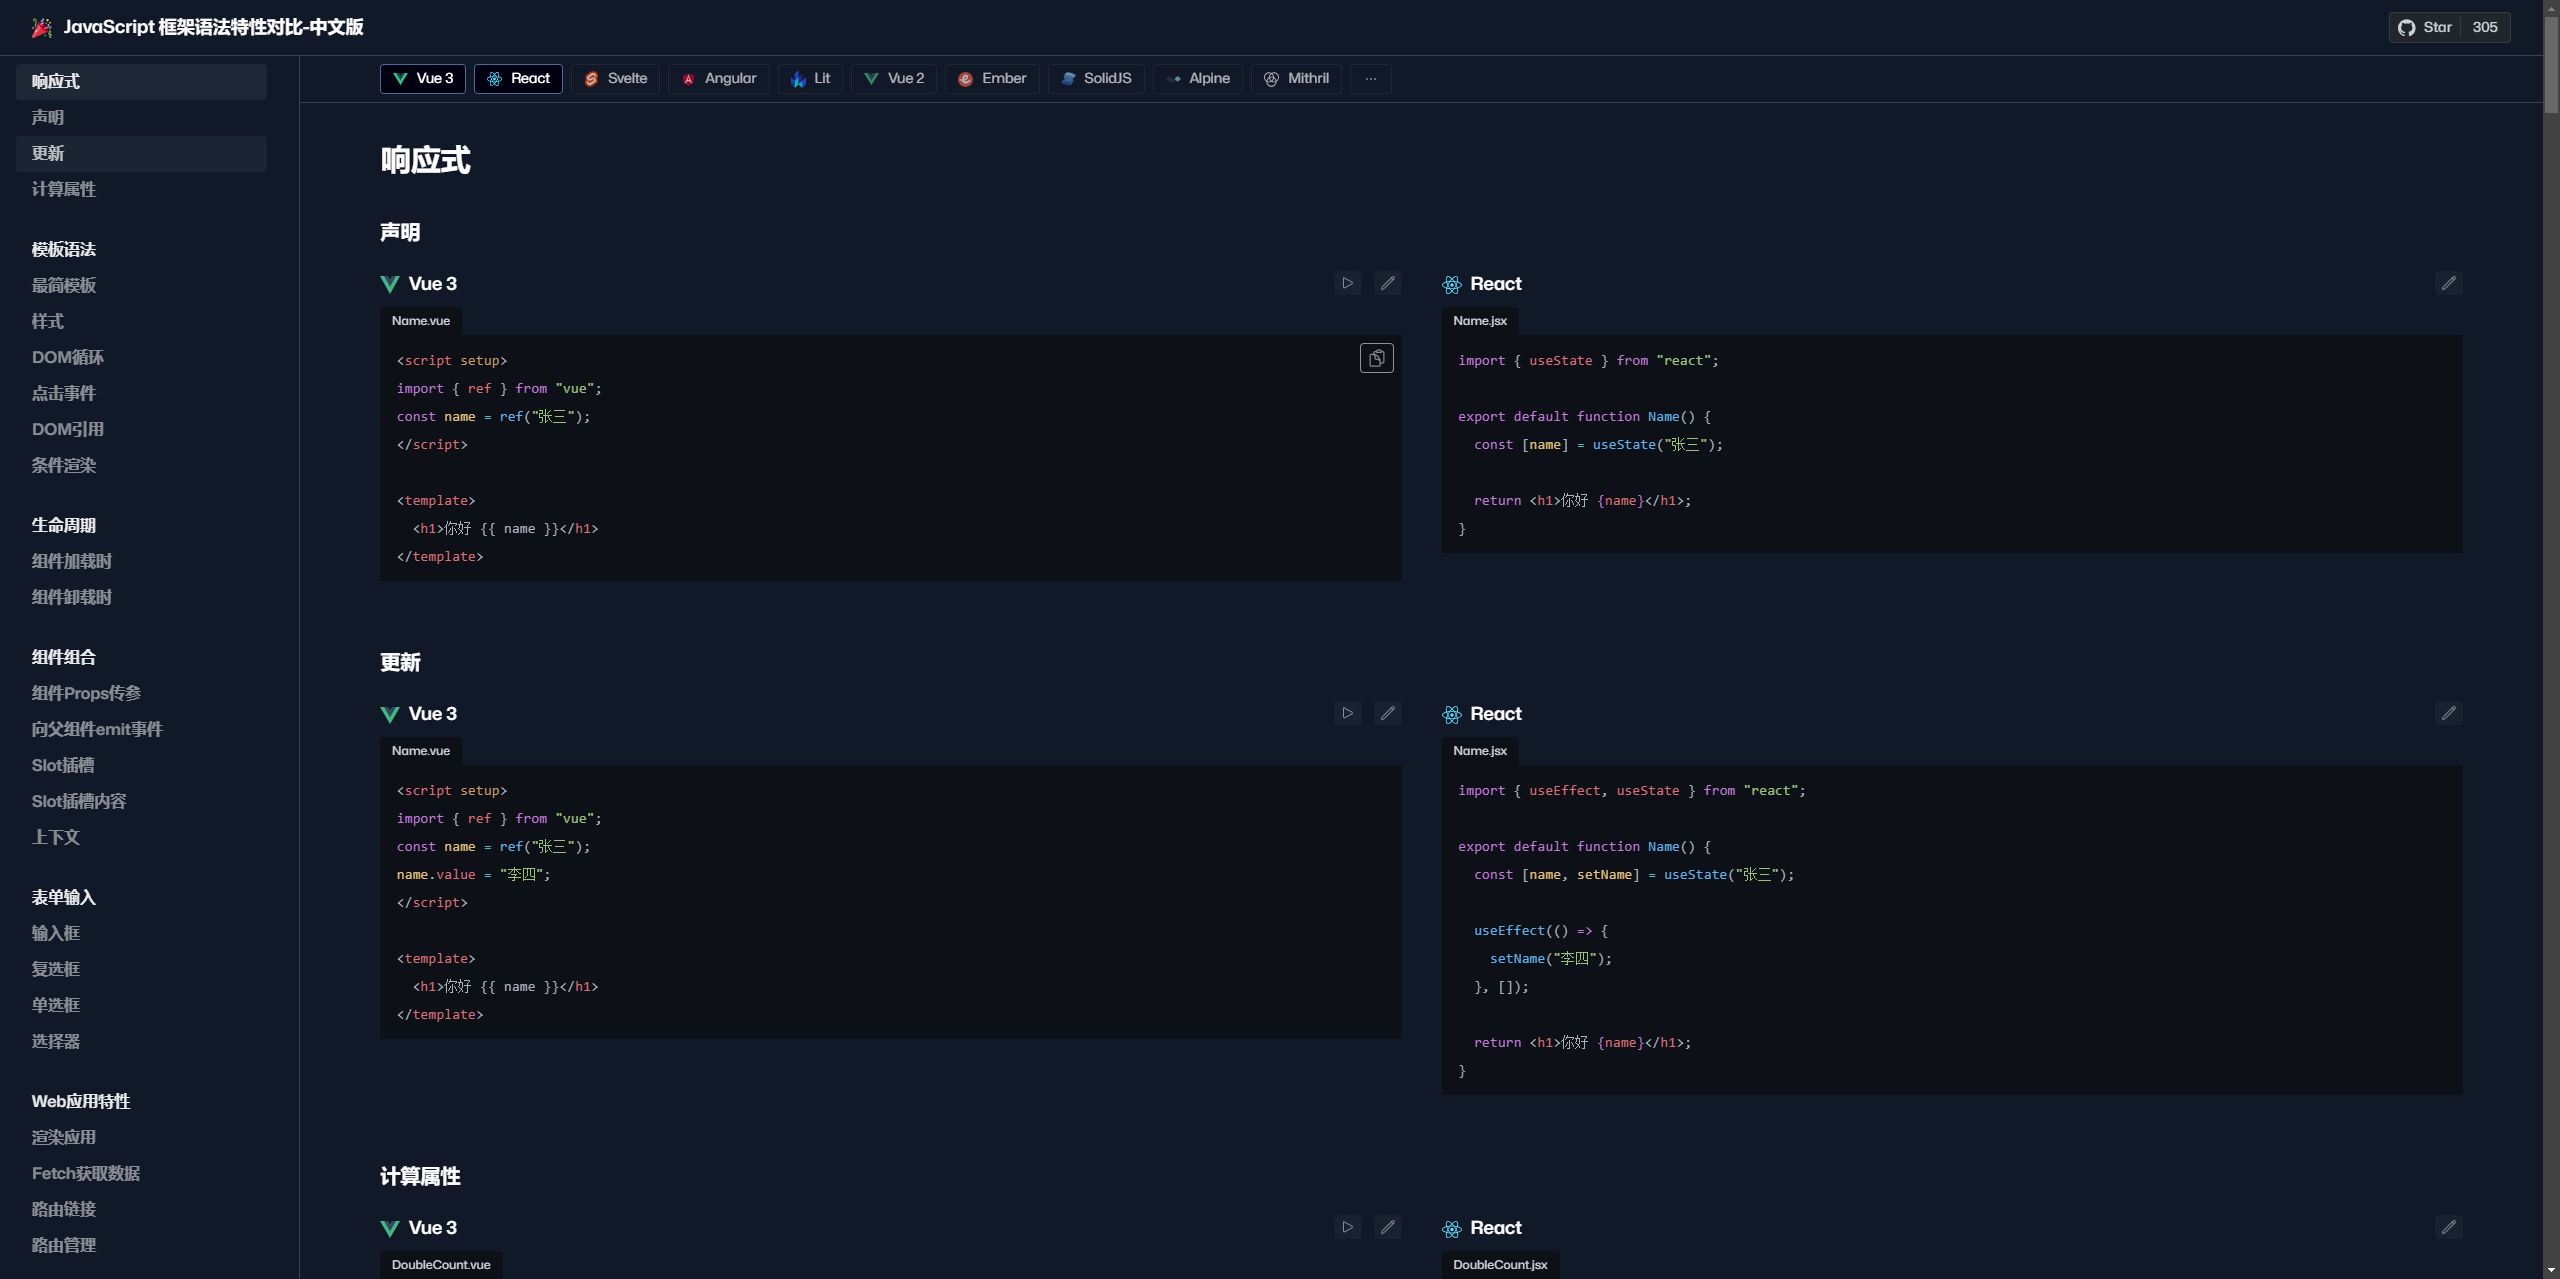 JavaScript 框架语法特性对比-中文版
Star 305
响应式
声明
更新
计算属性
模板语法
最简模板
样式
DOM循环
点击事件
DOM引用
条件渲染
生命周期
组件加载时
组件卸载时
组件组合
组件Props传参
向父组件emit事件
Slot插槽
Slot插槽内容
上下文
表单输入
输入框
复选框
单选框
选择器
Web应用特性
渲染应用
Fetch获取数据
路由链接
路由管理
Vue 3 React Svelte Angular Lit Vue 2 Ember SolidJS Alpine Mithril ···
响应式
声明
Vue 3
Name.vue
<script setup>
import { ref } from "vue";
const name = ref("张三");
</script>
<template>
  <h1>你好 {{ name }}</h1>
</template>
React
Name.jsx
import { useState } from "react";
export default function Name() {
  const [name] = useState("张三");
  return <h1>你好 {name}</h1>;
}
更新
Vue 3
Name.vue
<script setup>
import { ref } from "vue";
const name = ref("张三");
name.value = "李四";
</script>
<template>
  <h1>你好 {{ name }}</h1>
</template>
React
Name.jsx
import { useEffect, useState } from "react";
export default function Name() {
  const [name, setName] = useState("张三");
  useEffect(() => {
    setName("李四");
  }, []);
  return <h1>你好 {name}</h1>;
}
计算属性
Vue 3
DoubleCount.vue
React
DoubleCount.jsx